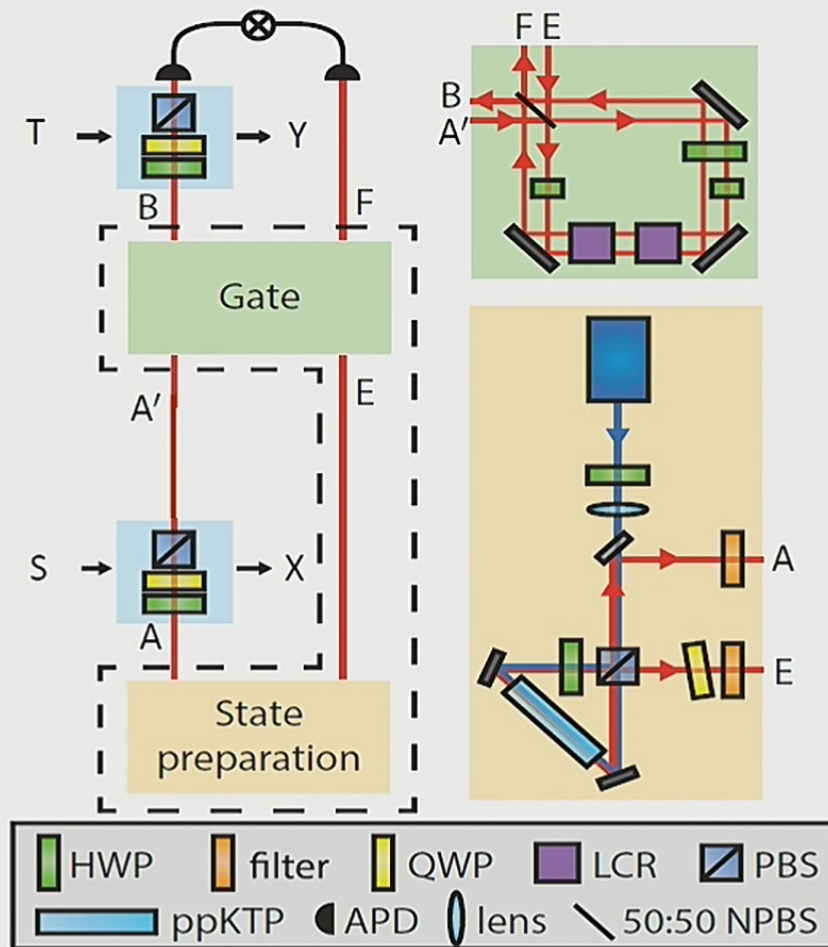 F E
B
A′
T
Y
B
F
Gate
A′
E
S
X
A
State
preparation
A
E
HWP filter QWP LCR PBS
ppKTP APD lens 50:50 NPBS